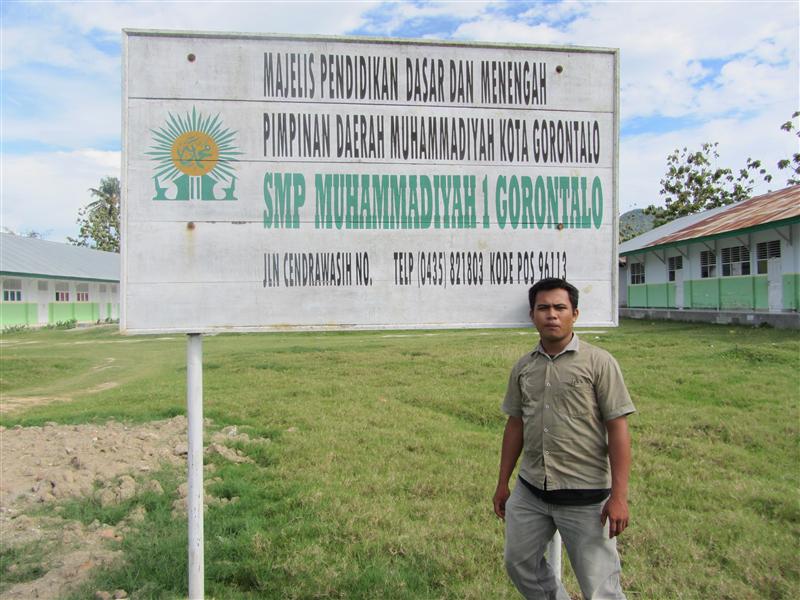 MAJELIS PENDIDIKAN DASAR DAN MENENGAH
PIMPINAN DAERAH MUHAMMADIYAH KOTA GORONTALO
SMP MUHAMMADIYAH 1 GORONTALO
JLN CENDRAWASIH NO. TELP (0435) 821803 KODE POS 96113